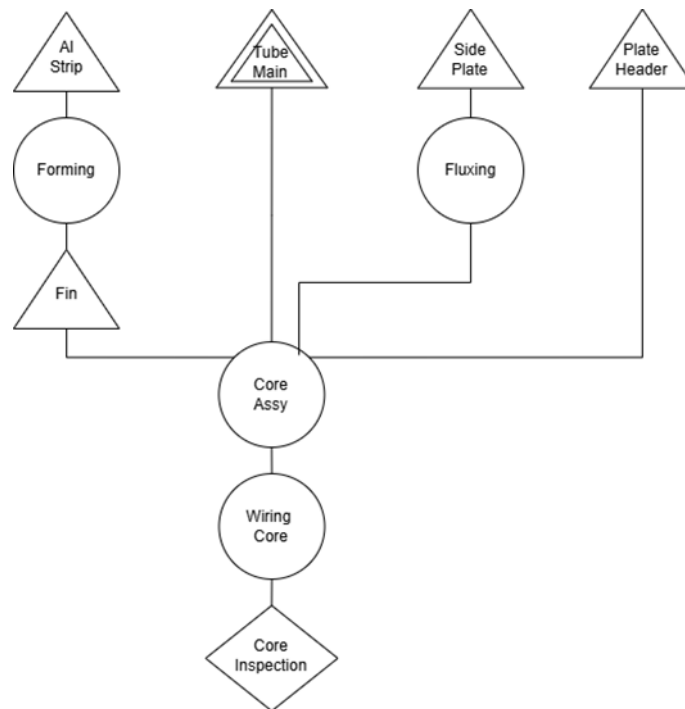 Al
Strip
Tube
Main
Side
Plate
Plate
Header
Forming
Fluxing
Fin
Core
Assy
Wiring
Core
Core
Inspection